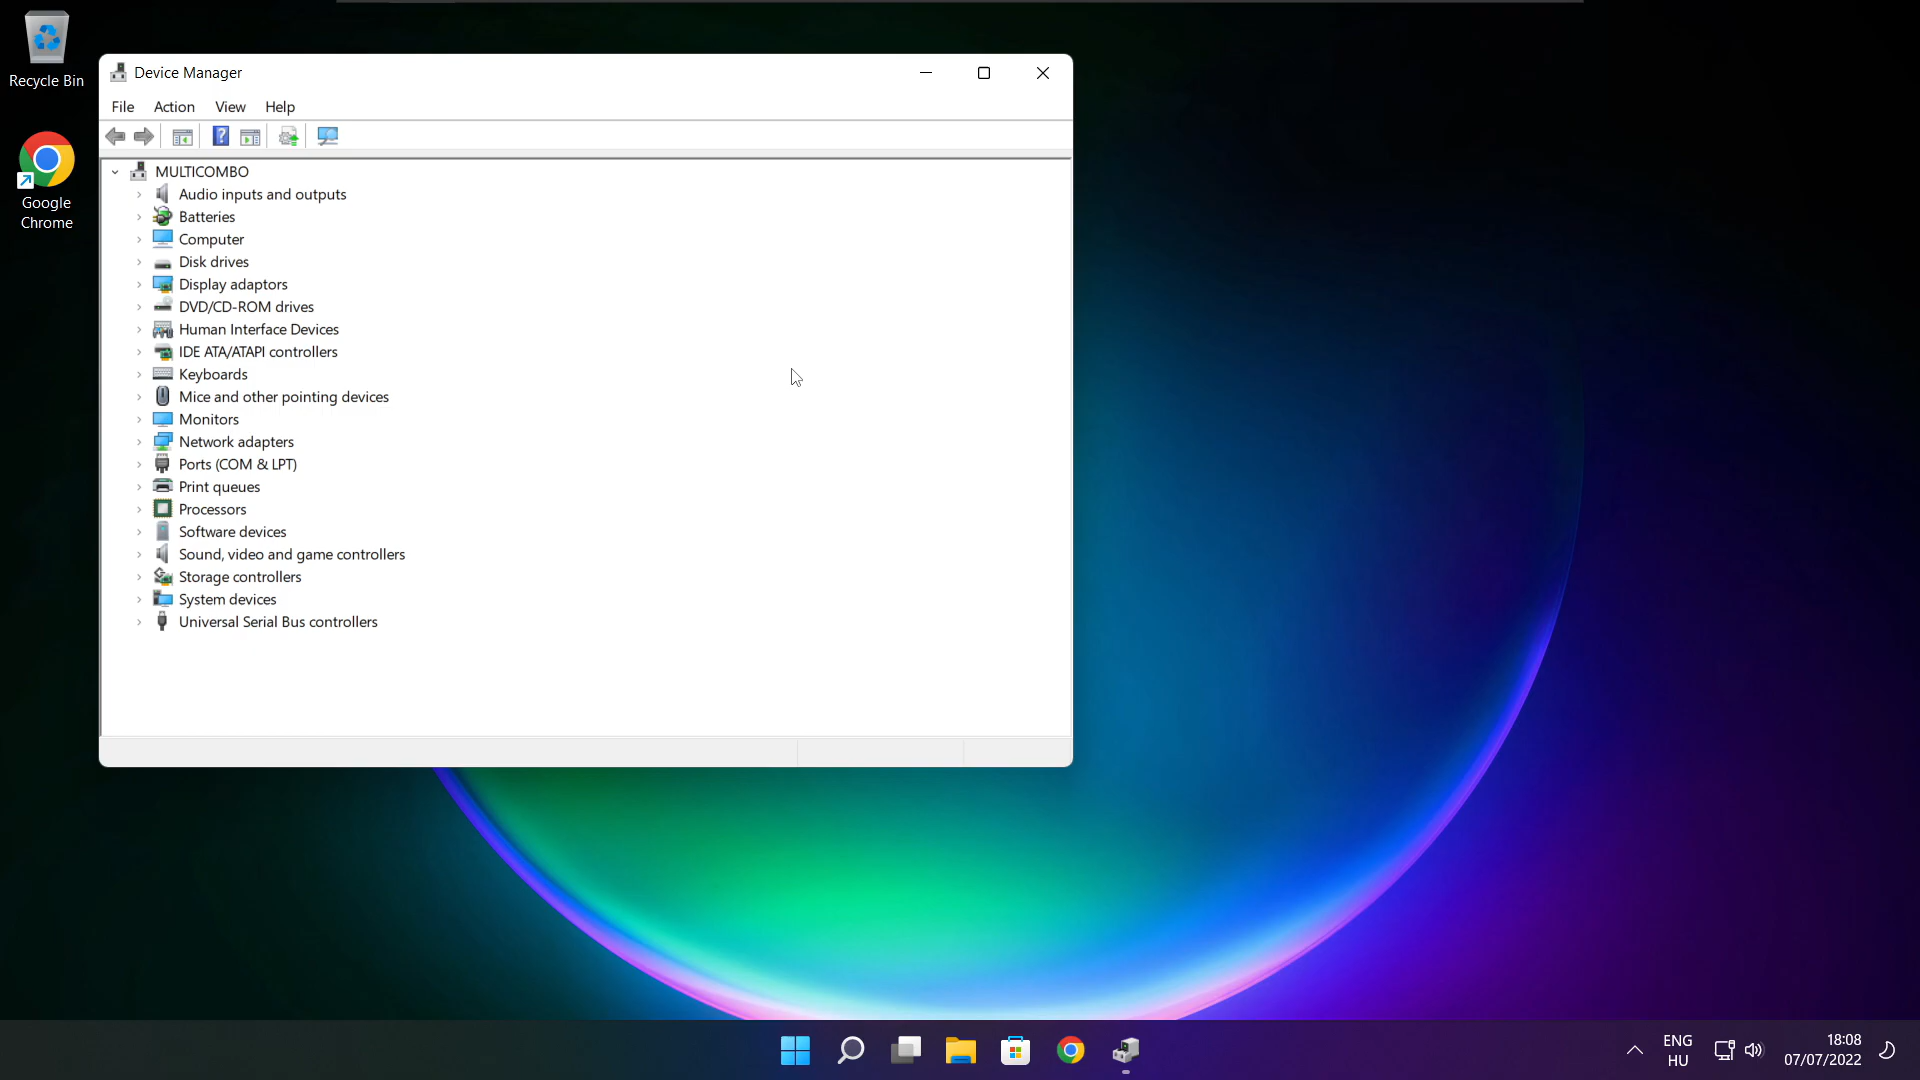 Recycle Bin
Google
Chrome
Device Manager
File Action View Help
MULTICOMBO
Audio inputs and outputs
Batteries
Computer
Disk drives
Display adaptors
DVD/CD-ROM drives
Human Interface Devices
IDE ATA/ATAPI controllers
Keyboards
Mice and other pointing devices
Monitors
Network adapters
Ports (COM & LPT)
Print queues
Processors
Software devices
Sound, video and game controllers
Storage controllers
System devices
Universal Serial Bus controllers
ENG
HU
18:08
07/07/2022